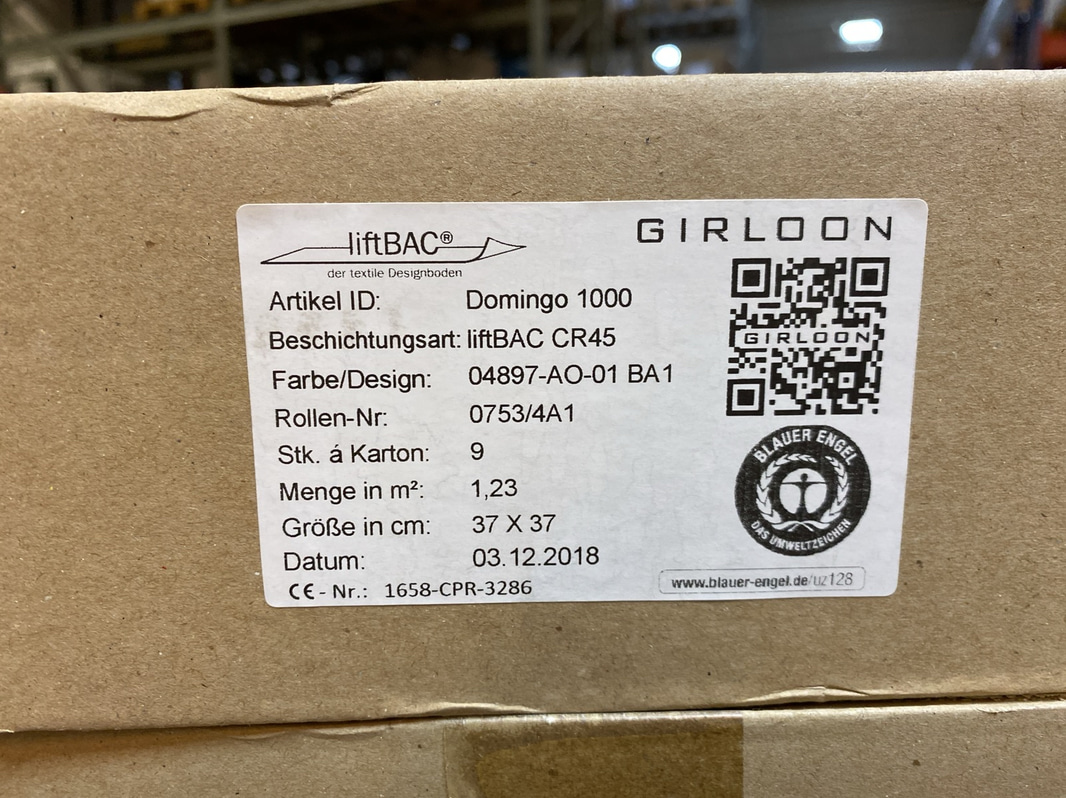 liftBAC®
der textile Designboden
GIRLOON
Artikel ID: Domingo 1000
Beschichtungsart: liftBAC CR45
Farbe/Design: 04897-AO-01 BA1
Rollen-Nr: 0753/4A1
Stk. á Karton: 9
Menge in m²: 1,23
Größe in cm: 37 X 37
Datum: 03.12.2018
CE - Nr.: 1658-CPR-3286
GIRLOON
BLAUER ENGEL
DAS UMWELTZEICHEN
www.blauer-engel.de/uz128